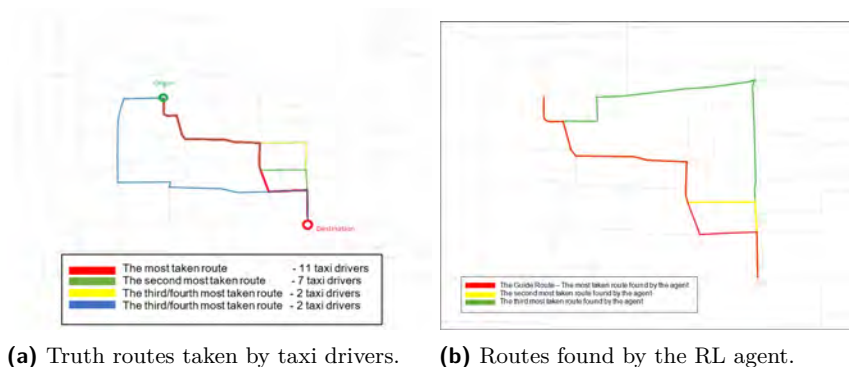 Origin
Destination
The most taken route - 11 taxi drivers
The second most taken route - 7 taxi drivers
The third/fourth most taken route - 2 taxi drivers
The third/fourth most taken route - 2 taxi drivers
The Guide Route – The most taken route found by the agent
The second most taken route found by the agent
The third most taken route found by the agent
(a) Truth routes taken by taxi drivers.
(b) Routes found by the RL agent.